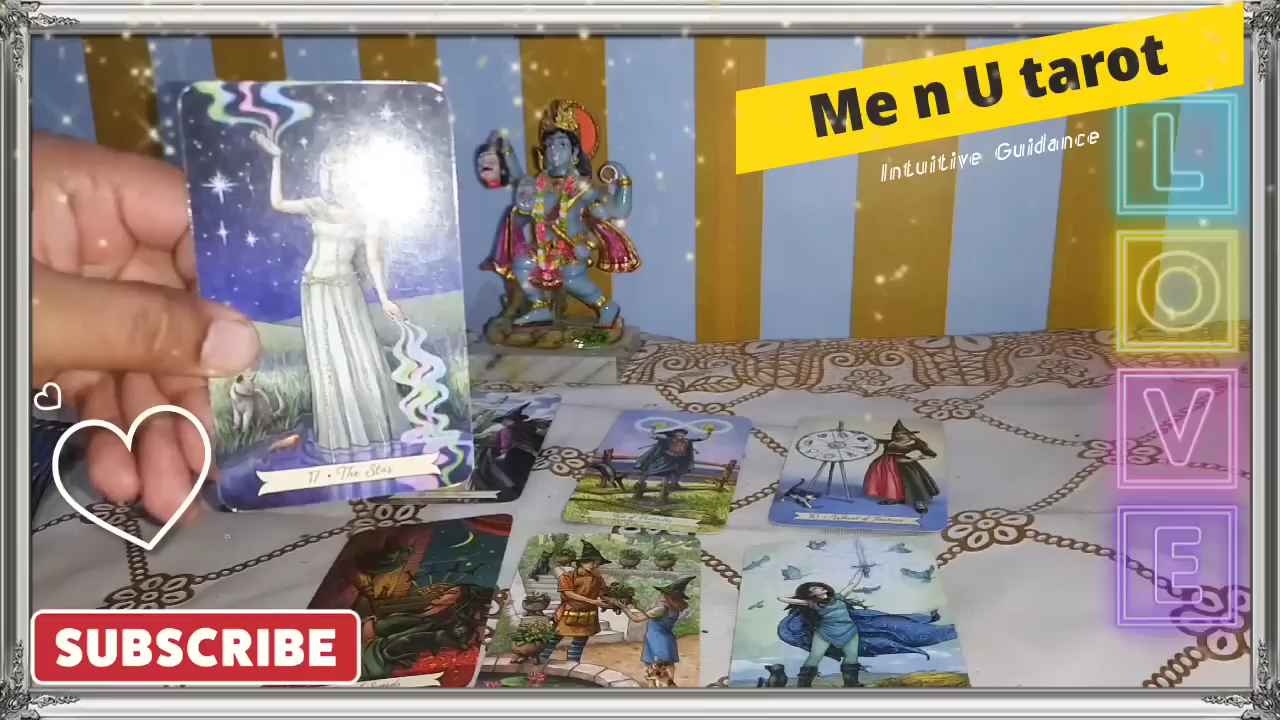 Me n U tarot
Intuitive Guidance
L
O
V
E
17 • The Star
SUBSCRIBE